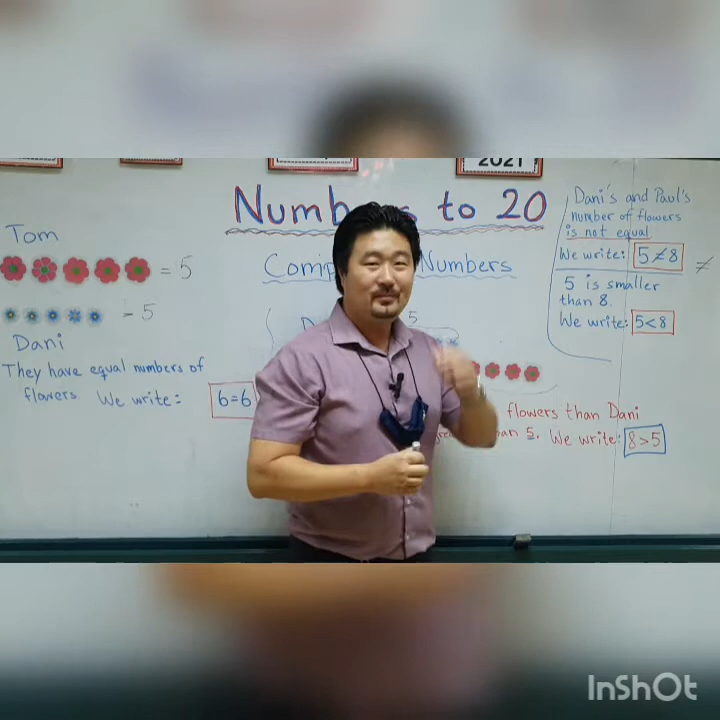 2021
Numbers to 20
Comp Numbers
Tom
= 5
= 5
Dani
They have equal numbers of
flowers. We write: 6=6
D
5
flowers than Dani
an 5. We write: 8>5
Dani's and Paul's
number of flowers
is not equal
We write: 5≠8
≠
5 is smaller
than 8.
We write: 5<8
InShOt